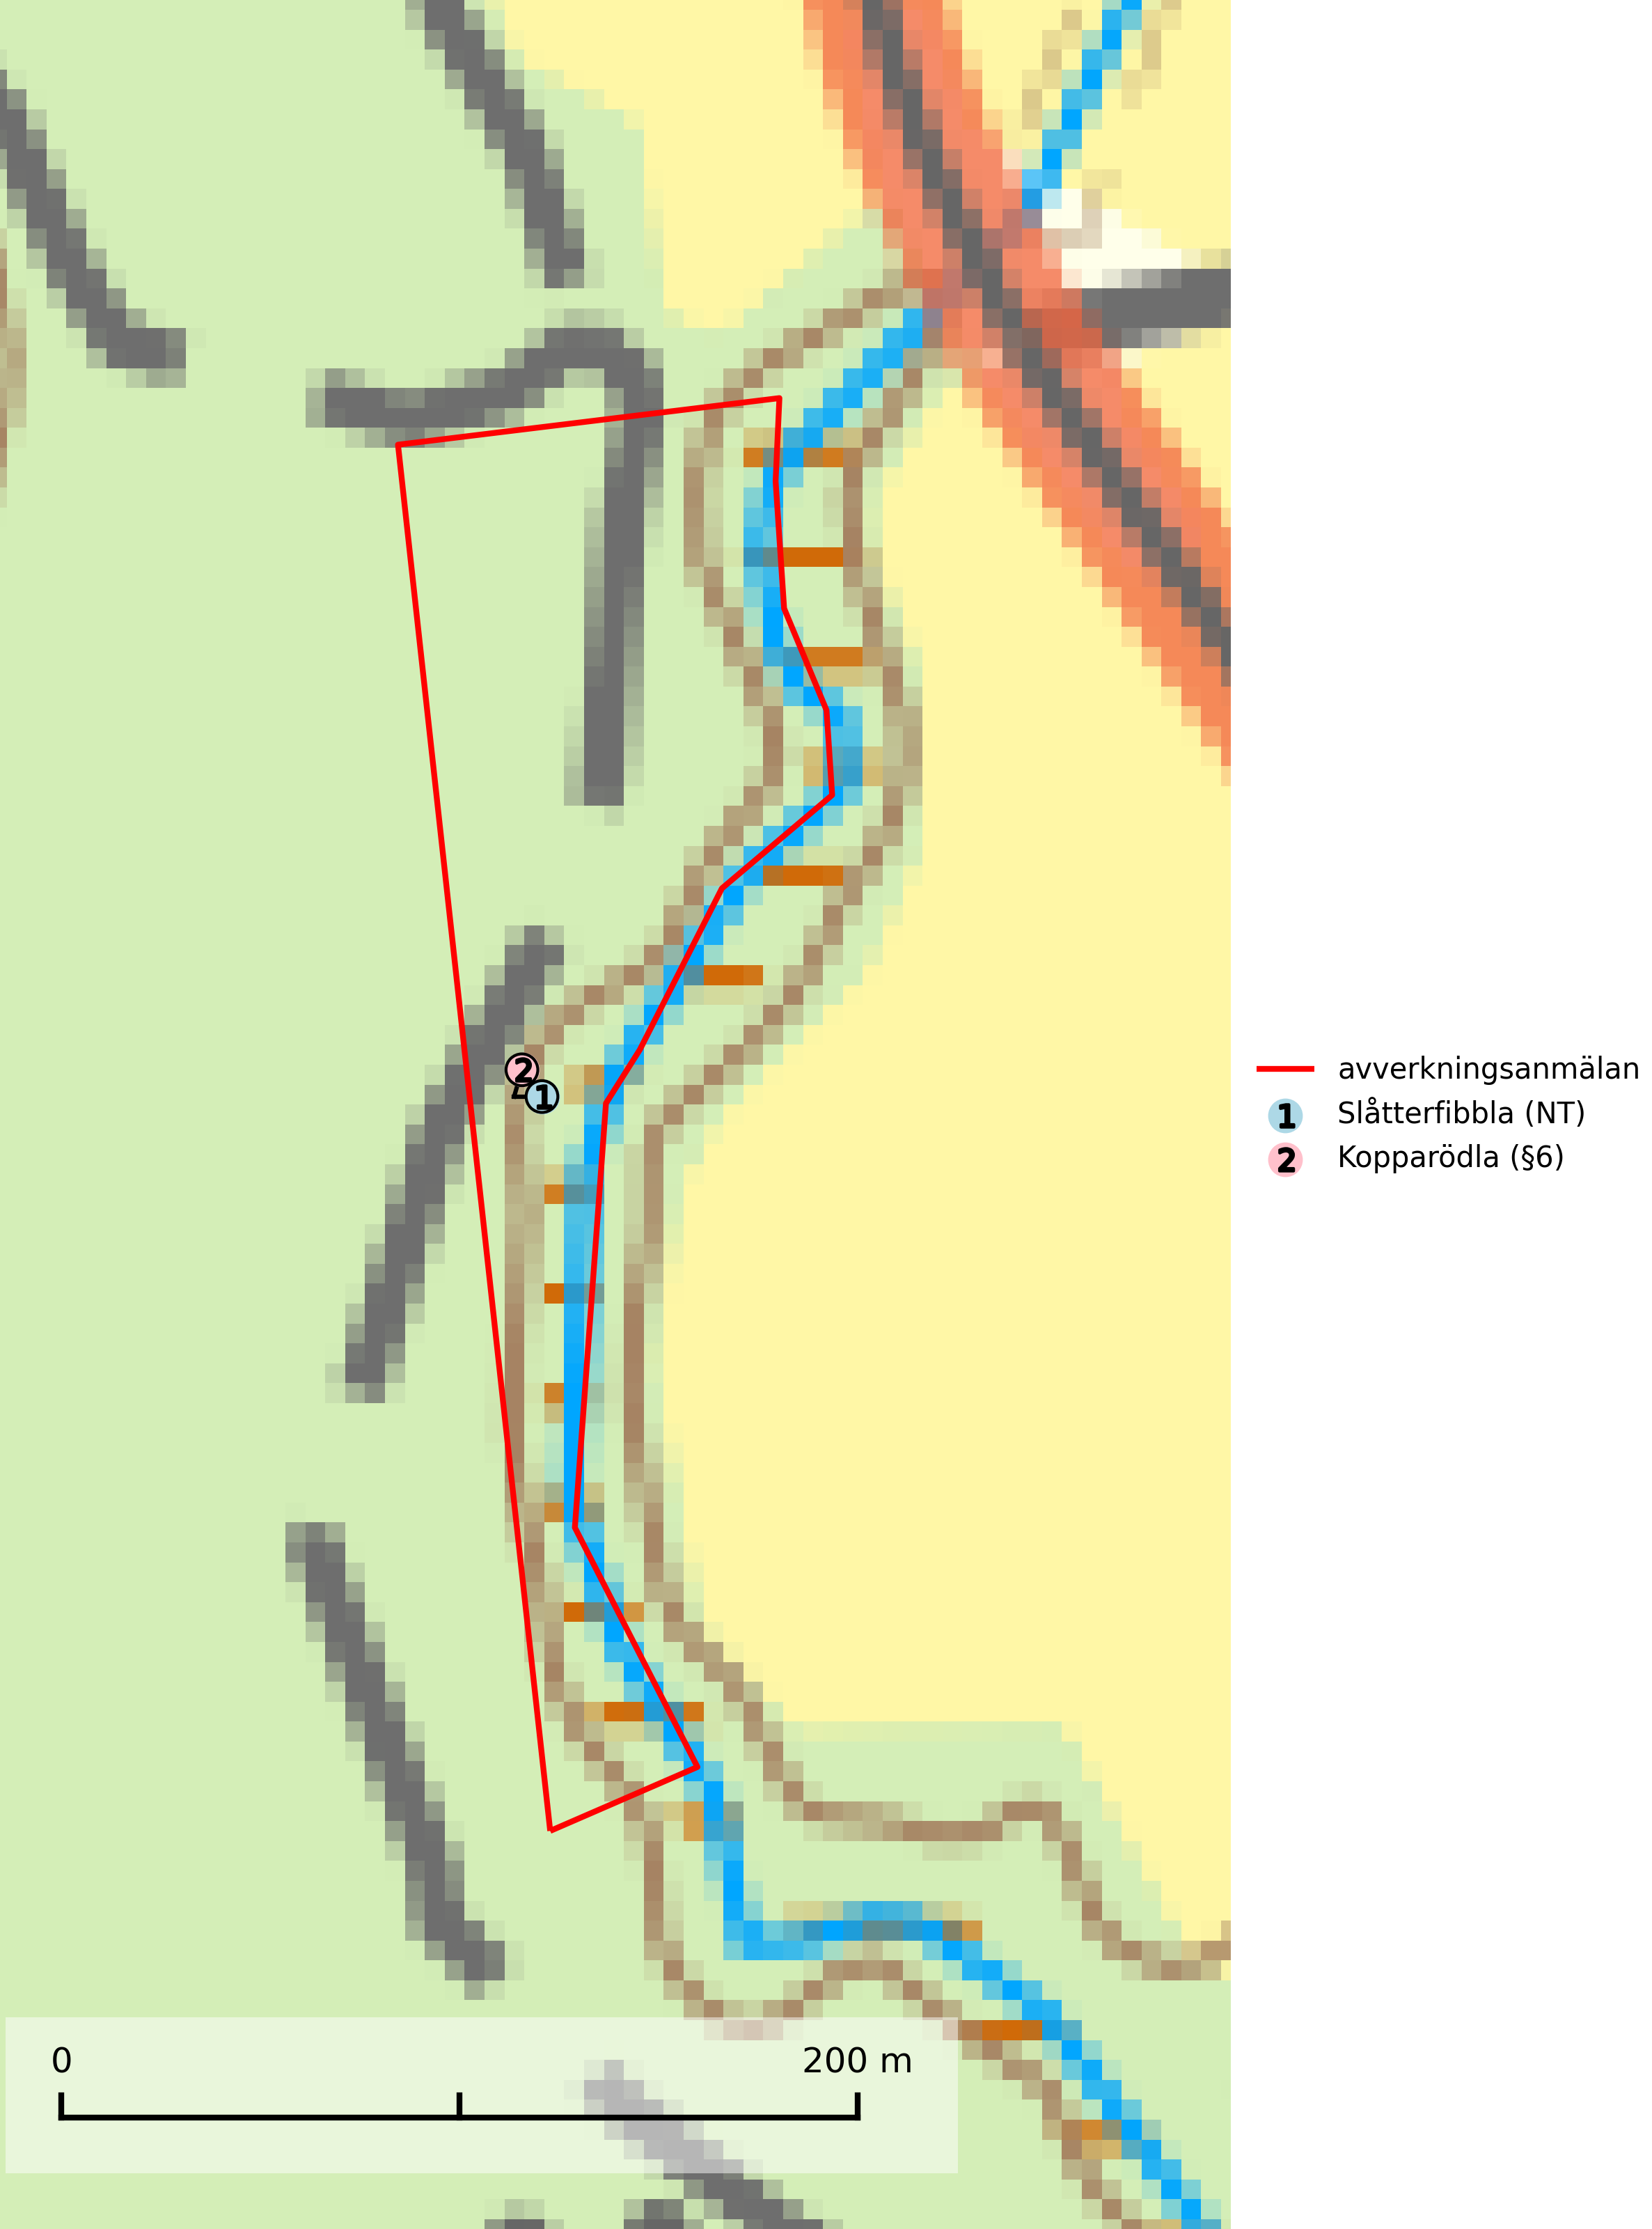 2
1
avverkningsanmälan
1 Slåtterfibbla (NT)
2 Kopparödla (§6)
0 200 m